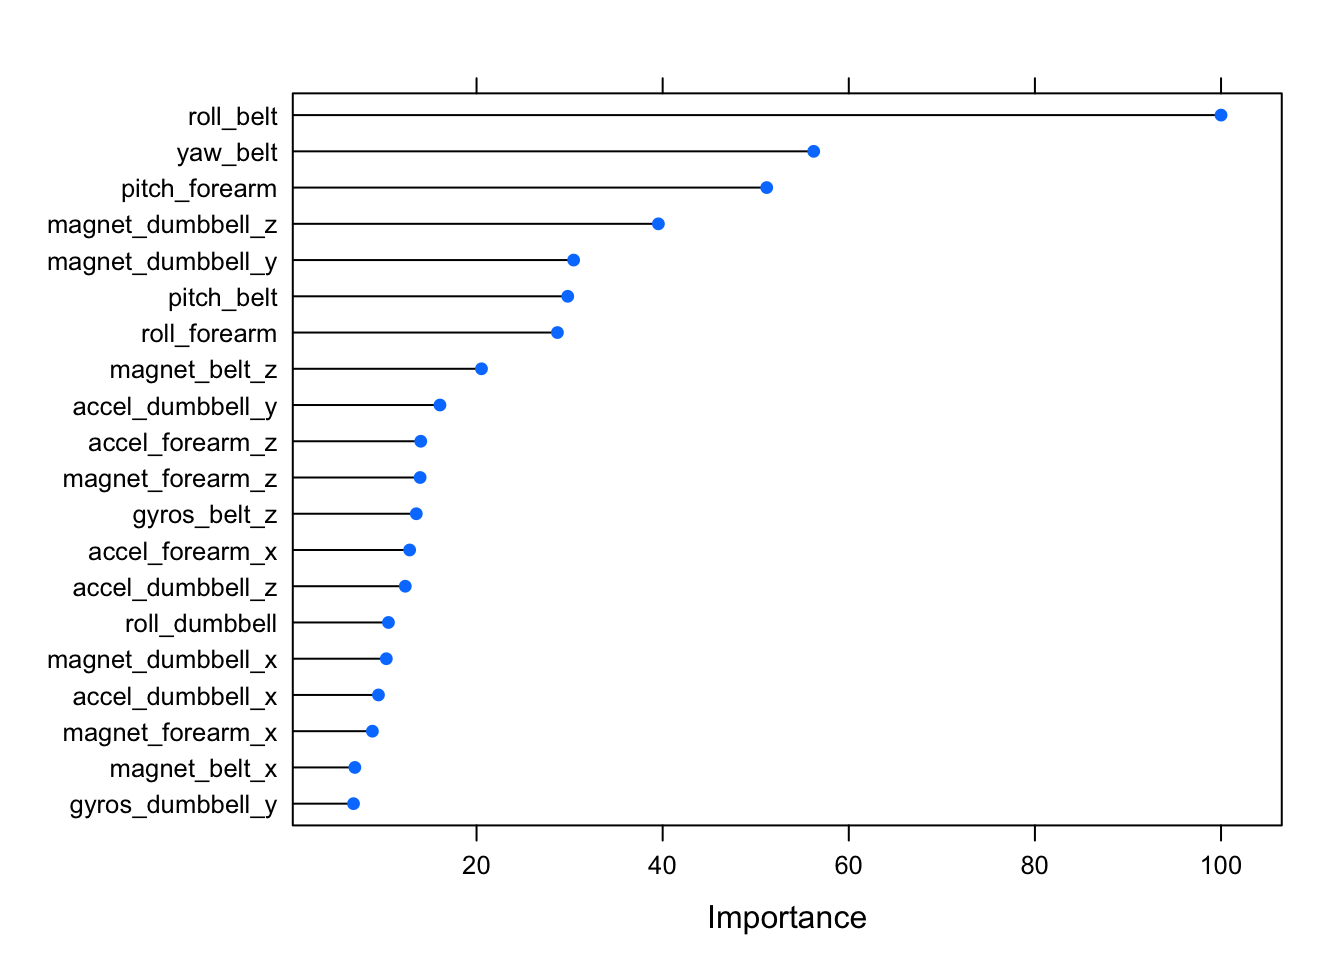 roll_belt
yaw_belt
pitch_forearm
magnet_dumbbell_z
magnet_dumbbell_y
pitch_belt
roll_forearm
magnet_belt_z
accel_dumbbell_y
accel_forearm_z
magnet_forearm_z
gyros_belt_z
accel_forearm_x
accel_dumbbell_z
roll_dumbbell
magnet_dumbbell_x
accel_dumbbell_x
magnet_forearm_x
magnet_belt_x
gyros_dumbbell_y
20 40 60 80 100
Importance